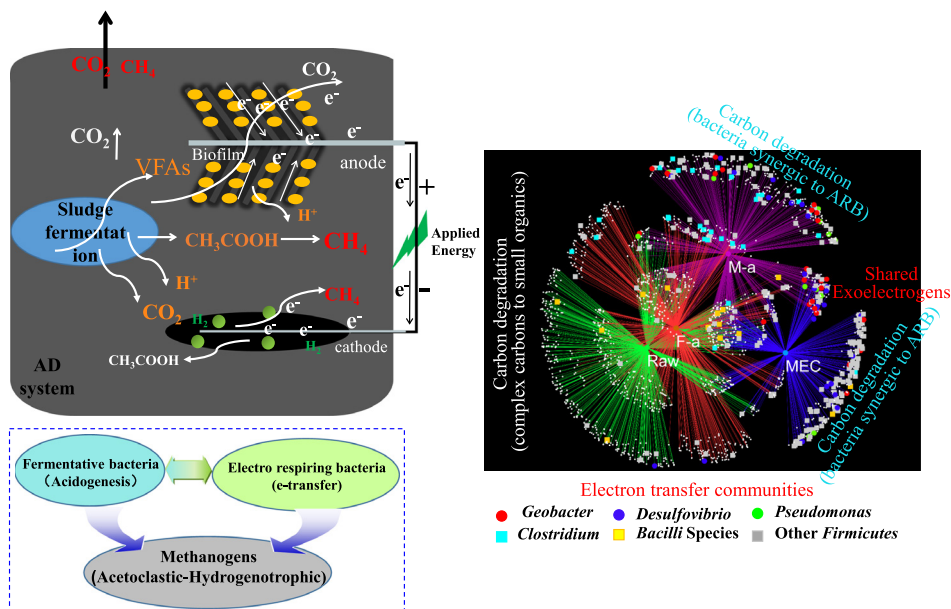 CO2 CH4
CO2
e-
e-
e-
e-
e-
e-
CO2
VFAs
Biofilm
anode
e-
+
H+
Sludge
fermentat
ion
CH3COOH
CH4
Applied
Energy
H+
CO2
CH4
e-
-
H2
e-
e-
e-
cathode
H2
CH3COOH
AD
system
Fermentative bacteria
(Acidogenesis)
Electro respiring bacteria
(e-transfer)
Methanogens
(Acetoclastic-Hydrogenotrophic)
Carbon degradation
(complex carbons to small organics)
Carbon degradation
(bacteria synergic to ARB)
M-a
Shared
Exoelectrogens
F-a
Raw
MEC
Carbon degradation
(bacteria synergic to ARB)
Electron transfer communities
Geobacter
Desulfovibrio
Pseudomonas
Clostridium
Bacilli Species
Other Firmicutes